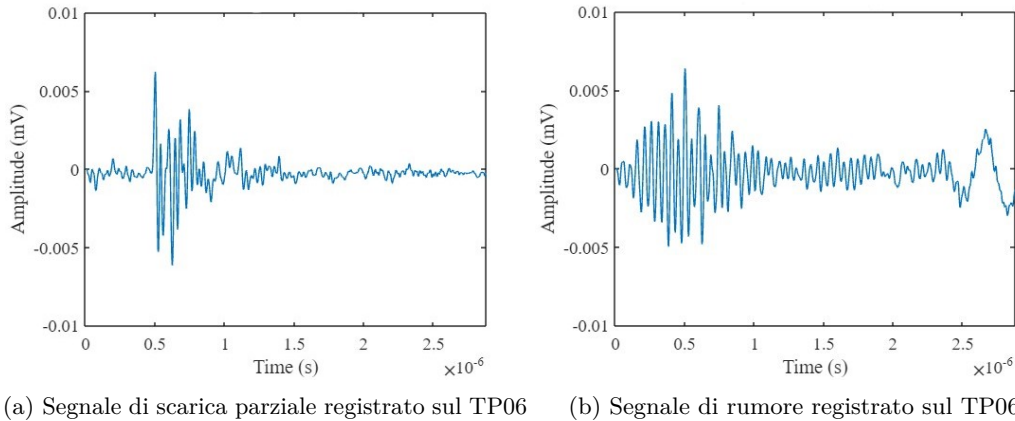 0.01
0.005
0
-0.005
-0.01
Amplitude (mV)
0 0.5 1 1.5 2 2.5
Time (s)
×10-6
(a) Segnale di scarica parziale registrato sul TP06
0.01
0.005
0
-0.005
-0.01
Amplitude (mV)
0 0.5 1 1.5 2 2.5
Time (s)
×10-6
(b) Segnale di rumore registrato sul TP06